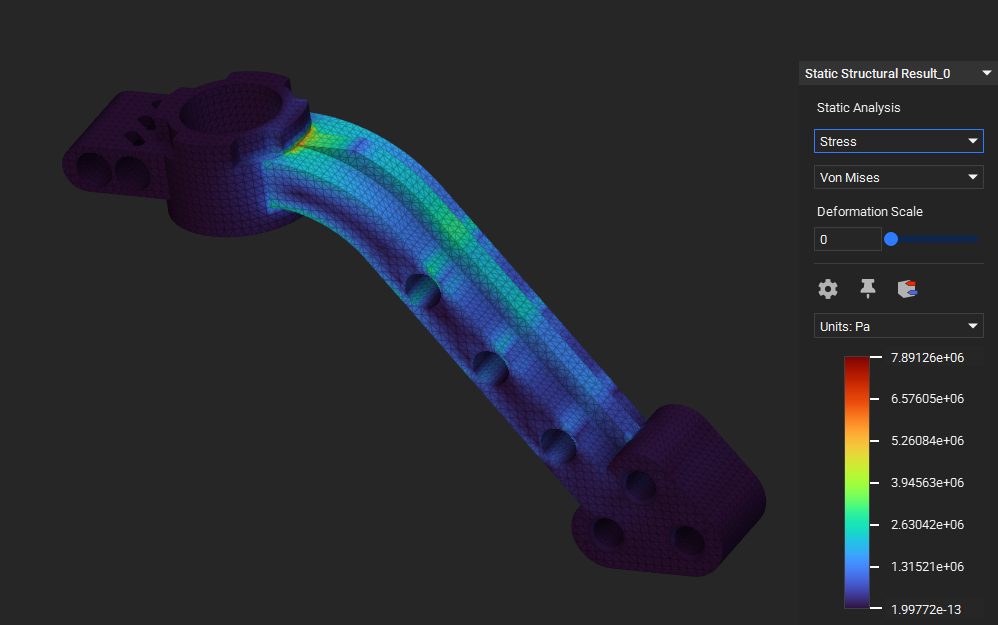 Static Structural Result_0
Static Analysis
Stress
Von Mises
Deformation Scale
0
Units: Pa
7.89126e+06
6.57605e+06
5.26084e+06
3.94563e+06
2.63042e+06
1.31521e+06
1.99772e-13